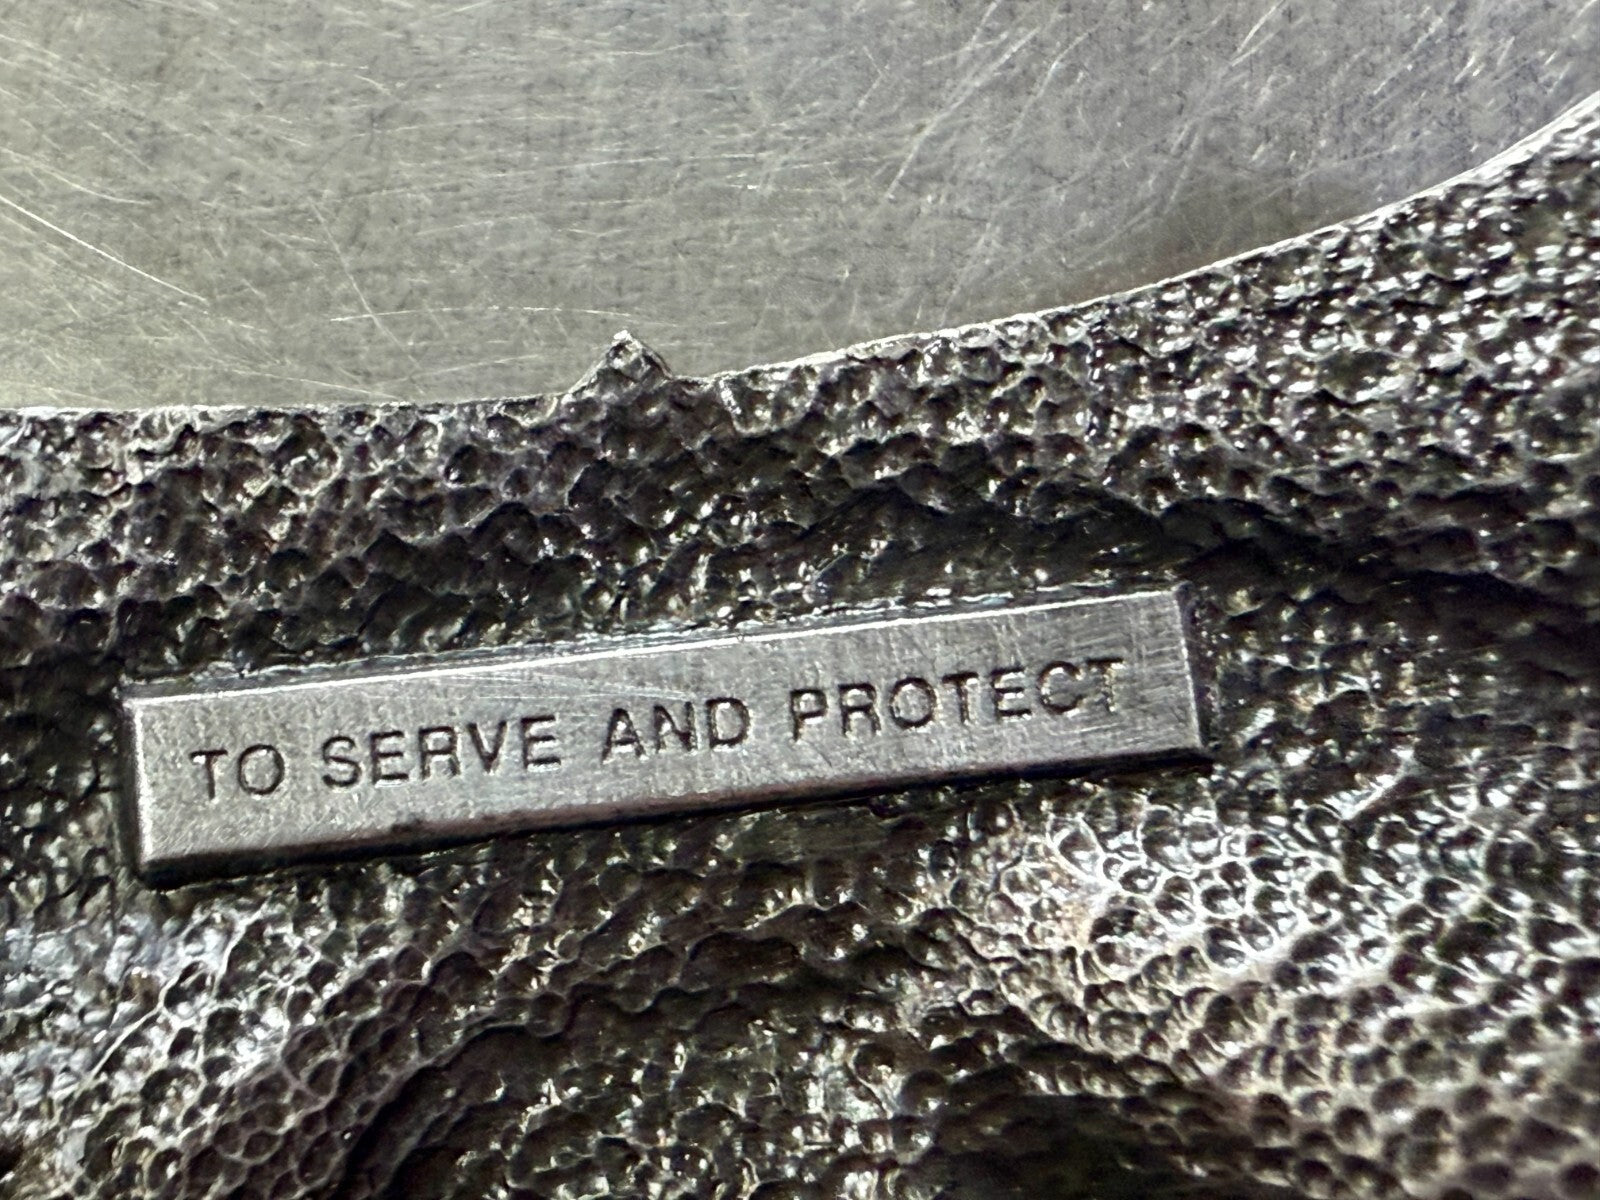 TO SERVE AND PROTECT